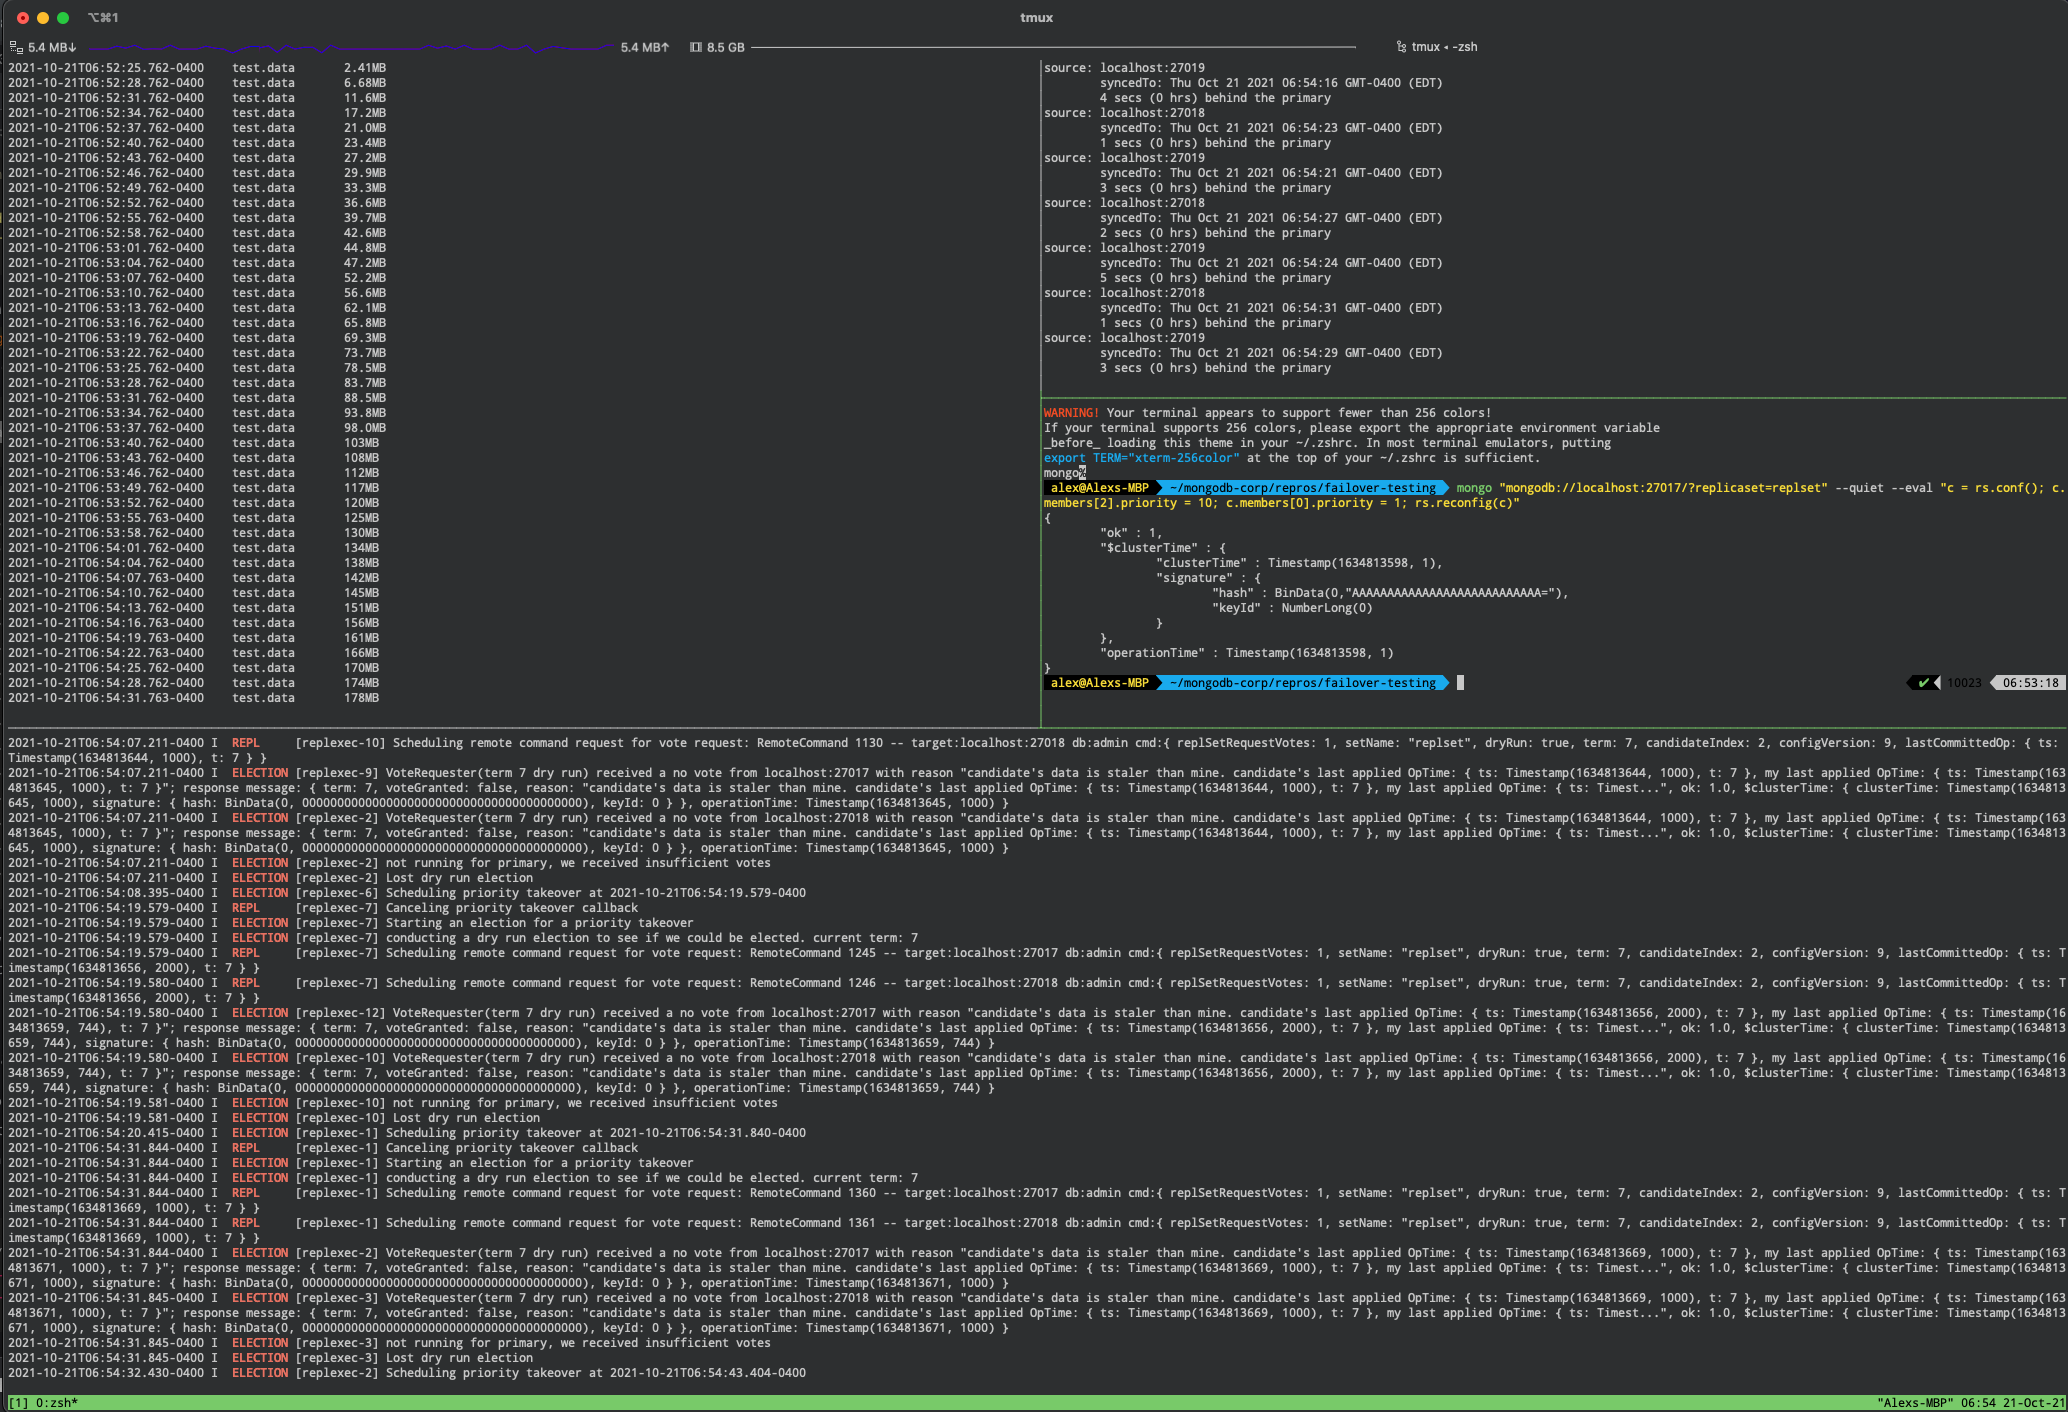 ⌥⌘1
tmux
5.4 MB↓ 5.4 MB↑ 8.5 GB tmux ◂ -zsh
2021-10-21T06:52:25.762-0400 test.data 2.41MB
2021-10-21T06:52:28.762-0400 test.data 6.68MB
2021-10-21T06:52:31.762-0400 test.data 11.6MB
2021-10-21T06:52:34.762-0400 test.data 17.2MB
2021-10-21T06:52:37.762-0400 test.data 21.0MB
2021-10-21T06:52:40.762-0400 test.data 23.4MB
2021-10-21T06:52:43.762-0400 test.data 27.2MB
2021-10-21T06:52:46.762-0400 test.data 29.9MB
2021-10-21T06:52:49.762-0400 test.data 33.3MB
2021-10-21T06:52:52.762-0400 test.data 36.6MB
2021-10-21T06:52:55.762-0400 test.data 39.7MB
2021-10-21T06:52:58.762-0400 test.data 42.6MB
2021-10-21T06:53:01.762-0400 test.data 44.8MB
2021-10-21T06:53:04.762-0400 test.data 47.2MB
2021-10-21T06:53:07.762-0400 test.data 52.2MB
2021-10-21T06:53:10.762-0400 test.data 56.6MB
2021-10-21T06:53:13.762-0400 test.data 62.1MB
2021-10-21T06:53:16.762-0400 test.data 65.8MB
2021-10-21T06:53:19.762-0400 test.data 69.3MB
2021-10-21T06:53:22.762-0400 test.data 73.7MB
2021-10-21T06:53:25.762-0400 test.data 78.5MB
2021-10-21T06:53:28.762-0400 test.data 83.7MB
2021-10-21T06:53:31.762-0400 test.data 88.5MB
2021-10-21T06:53:34.762-0400 test.data 93.8MB
2021-10-21T06:53:37.762-0400 test.data 98.0MB
2021-10-21T06:53:40.762-0400 test.data 103MB
2021-10-21T06:53:43.762-0400 test.data 108MB
2021-10-21T06:53:46.762-0400 test.data 112MB
2021-10-21T06:53:49.762-0400 test.data 117MB
2021-10-21T06:53:52.762-0400 test.data 120MB
2021-10-21T06:53:55.763-0400 test.data 125MB
2021-10-21T06:53:58.762-0400 test.data 130MB
2021-10-21T06:54:01.762-0400 test.data 134MB
2021-10-21T06:54:04.762-0400 test.data 138MB
2021-10-21T06:54:07.763-0400 test.data 142MB
2021-10-21T06:54:10.762-0400 test.data 145MB
2021-10-21T06:54:13.762-0400 test.data 151MB
2021-10-21T06:54:16.763-0400 test.data 156MB
2021-10-21T06:54:19.763-0400 test.data 161MB
2021-10-21T06:54:22.763-0400 test.data 166MB
2021-10-21T06:54:25.762-0400 test.data 170MB
2021-10-21T06:54:28.762-0400 test.data 174MB
2021-10-21T06:54:31.763-0400 test.data 178MB
source: localhost:27019
syncedTo: Thu Oct 21 2021 06:54:16 GMT-0400 (EDT)
4 secs (0 hrs) behind the primary
source: localhost:27018
syncedTo: Thu Oct 21 2021 06:54:23 GMT-0400 (EDT)
1 secs (0 hrs) behind the primary
source: localhost:27019
syncedTo: Thu Oct 21 2021 06:54:21 GMT-0400 (EDT)
3 secs (0 hrs) behind the primary
source: localhost:27018
syncedTo: Thu Oct 21 2021 06:54:27 GMT-0400 (EDT)
2 secs (0 hrs) behind the primary
source: localhost:27019
syncedTo: Thu Oct 21 2021 06:54:24 GMT-0400 (EDT)
5 secs (0 hrs) behind the primary
source: localhost:27018
syncedTo: Thu Oct 21 2021 06:54:31 GMT-0400 (EDT)
1 secs (0 hrs) behind the primary
source: localhost:27019
syncedTo: Thu Oct 21 2021 06:54:29 GMT-0400 (EDT)
3 secs (0 hrs) behind the primary
WARNING! Your terminal appears to support fewer than 256 colors!
If your terminal supports 256 colors, please export the appropriate environment variable
_before_ loading this theme in your ~/.zshrc. In most terminal emulators, putting
export TERM="xterm-256color" at the top of your ~/.zshrc is sufficient.
mongo%
alex@Alexs-MBP ~/mongodb-corp/repros/failover-testing mongo "mongodb://localhost:27017/?replicaset=replset" --quiet --eval "c = rs.conf(); c.
members[2].priority = 10; c.members[0].priority = 1; rs.reconfig(c)"
{
"ok" : 1,
"$clusterTime" : {
"clusterTime" : Timestamp(1634813598, 1),
"signature" : {
"hash" : BinData(0,"AAAAAAAAAAAAAAAAAAAAAAAAAAA="),
"keyId" : NumberLong(0)
}
},
"operationTime" : Timestamp(1634813598, 1)
}
alex@Alexs-MBP ~/mongodb-corp/repros/failover-testing ✔ 10023 06:53:18
2021-10-21T06:54:07.211-0400 I REPL [replexec-10] Scheduling remote command request for vote request: RemoteCommand 1130 -- target:localhost:27018 db:admin cmd:{ replSetRequestVotes: 1, setName: "replset", dryRun: true, term: 7, candidateIndex: 2, configVersion: 9, lastCommittedOp: { ts:
Timestamp(1634813644, 1000), t: 7 } }
2021-10-21T06:54:07.211-0400 I ELECTION [replexec-9] VoteRequester(term 7 dry run) received a no vote from localhost:27017 with reason "candidate's data is staler than mine. candidate's last applied OpTime: { ts: Timestamp(1634813644, 1000), t: 7 }, my last applied OpTime: { ts: Timestamp(163
4813645, 1000), t: 7 }"; response message: { term: 7, voteGranted: false, reason: "candidate's data is staler than mine. candidate's last applied OpTime: { ts: Timestamp(1634813644, 1000), t: 7 }, my last applied OpTime: { ts: Timest...", ok: 1.0, $clusterTime: { clusterTime: Timestamp(1634813
645, 1000), signature: { hash: BinData(0, 0000000000000000000000000000000000000000), keyId: 0 } }, operationTime: Timestamp(1634813645, 1000) }
2021-10-21T06:54:07.211-0400 I ELECTION [replexec-2] VoteRequester(term 7 dry run) received a no vote from localhost:27018 with reason "candidate's data is staler than mine. candidate's last applied OpTime: { ts: Timestamp(1634813644, 1000), t: 7 }, my last applied OpTime: { ts: Timestamp(163
4813645, 1000), t: 7 }"; response message: { term: 7, voteGranted: false, reason: "candidate's data is staler than mine. candidate's last applied OpTime: { ts: Timestamp(1634813644, 1000), t: 7 }, my last applied OpTime: { ts: Timest...", ok: 1.0, $clusterTime: { clusterTime: Timestamp(1634813
645, 1000), signature: { hash: BinData(0, 0000000000000000000000000000000000000000), keyId: 0 } }, operationTime: Timestamp(1634813645, 1000) }
2021-10-21T06:54:07.211-0400 I ELECTION [replexec-2] not running for primary, we received insufficient votes
2021-10-21T06:54:07.211-0400 I ELECTION [replexec-2] Lost dry run election
2021-10-21T06:54:08.395-0400 I ELECTION [replexec-6] Scheduling priority takeover at 2021-10-21T06:54:19.579-0400
2021-10-21T06:54:19.579-0400 I REPL [replexec-7] Canceling priority takeover callback
2021-10-21T06:54:19.579-0400 I ELECTION [replexec-7] Starting an election for a priority takeover
2021-10-21T06:54:19.579-0400 I ELECTION [replexec-7] conducting a dry run election to see if we could be elected. current term: 7
2021-10-21T06:54:19.579-0400 I REPL [replexec-7] Scheduling remote command request for vote request: RemoteCommand 1245 -- target:localhost:27017 db:admin cmd:{ replSetRequestVotes: 1, setName: "replset", dryRun: true, term: 7, candidateIndex: 2, configVersion: 9, lastCommittedOp: { ts: T
imestamp(1634813656, 2000), t: 7 } }
2021-10-21T06:54:19.580-0400 I REPL [replexec-7] Scheduling remote command request for vote request: RemoteCommand 1246 -- target:localhost:27018 db:admin cmd:{ replSetRequestVotes: 1, setName: "replset", dryRun: true, term: 7, candidateIndex: 2, configVersion: 9, lastCommittedOp: { ts: T
imestamp(1634813656, 2000), t: 7 } }
2021-10-21T06:54:19.580-0400 I ELECTION [replexec-12] VoteRequester(term 7 dry run) received a no vote from localhost:27017 with reason "candidate's data is staler than mine. candidate's last applied OpTime: { ts: Timestamp(1634813656, 2000), t: 7 }, my last applied OpTime: { ts: Timestamp(16
34813659, 744), t: 7 }"; response message: { term: 7, voteGranted: false, reason: "candidate's data is staler than mine. candidate's last applied OpTime: { ts: Timestamp(1634813656, 2000), t: 7 }, my last applied OpTime: { ts: Timest...", ok: 1.0, $clusterTime: { clusterTime: Timestamp(1634813
659, 744), signature: { hash: BinData(0, 0000000000000000000000000000000000000000), keyId: 0 } }, operationTime: Timestamp(1634813659, 744) }
2021-10-21T06:54:19.580-0400 I ELECTION [replexec-10] VoteRequester(term 7 dry run) received a no vote from localhost:27018 with reason "candidate's data is staler than mine. candidate's last applied OpTime: { ts: Timestamp(1634813656, 2000), t: 7 }, my last applied OpTime: { ts: Timestamp(16
34813659, 744), t: 7 }"; response message: { term: 7, voteGranted: false, reason: "candidate's data is staler than mine. candidate's last applied OpTime: { ts: Timestamp(1634813656, 2000), t: 7 }, my last applied OpTime: { ts: Timest...", ok: 1.0, $clusterTime: { clusterTime: Timestamp(1634813
659, 744), signature: { hash: BinData(0, 0000000000000000000000000000000000000000), keyId: 0 } }, operationTime: Timestamp(1634813659, 744) }
2021-10-21T06:54:19.581-0400 I ELECTION [replexec-10] not running for primary, we received insufficient votes
2021-10-21T06:54:19.581-0400 I ELECTION [replexec-10] Lost dry run election
2021-10-21T06:54:20.415-0400 I ELECTION [replexec-1] Scheduling priority takeover at 2021-10-21T06:54:31.840-0400
2021-10-21T06:54:31.844-0400 I REPL [replexec-1] Canceling priority takeover callback
2021-10-21T06:54:31.844-0400 I ELECTION [replexec-1] Starting an election for a priority takeover
2021-10-21T06:54:31.844-0400 I ELECTION [replexec-1] conducting a dry run election to see if we could be elected. current term: 7
2021-10-21T06:54:31.844-0400 I REPL [replexec-1] Scheduling remote command request for vote request: RemoteCommand 1360 -- target:localhost:27017 db:admin cmd:{ replSetRequestVotes: 1, setName: "replset", dryRun: true, term: 7, candidateIndex: 2, configVersion: 9, lastCommittedOp: { ts: T
imestamp(1634813669, 1000), t: 7 } }
2021-10-21T06:54:31.844-0400 I REPL [replexec-1] Scheduling remote command request for vote request: RemoteCommand 1361 -- target:localhost:27018 db:admin cmd:{ replSetRequestVotes: 1, setName: "replset", dryRun: true, term: 7, candidateIndex: 2, configVersion: 9, lastCommittedOp: { ts: T
imestamp(1634813669, 1000), t: 7 } }
2021-10-21T06:54:31.844-0400 I ELECTION [replexec-2] VoteRequester(term 7 dry run) received a no vote from localhost:27017 with reason "candidate's data is staler than mine. candidate's last applied OpTime: { ts: Timestamp(1634813669, 1000), t: 7 }, my last applied OpTime: { ts: Timestamp(163
4813671, 1000), t: 7 }"; response message: { term: 7, voteGranted: false, reason: "candidate's data is staler than mine. candidate's last applied OpTime: { ts: Timestamp(1634813669, 1000), t: 7 }, my last applied OpTime: { ts: Timest...", ok: 1.0, $clusterTime: { clusterTime: Timestamp(1634813
671, 1000), signature: { hash: BinData(0, 0000000000000000000000000000000000000000), keyId: 0 } }, operationTime: Timestamp(1634813671, 1000) }
2021-10-21T06:54:31.845-0400 I ELECTION [replexec-3] VoteRequester(term 7 dry run) received a no vote from localhost:27018 with reason "candidate's data is staler than mine. candidate's last applied OpTime: { ts: Timestamp(1634813669, 1000), t: 7 }, my last applied OpTime: { ts: Timestamp(163
4813671, 1000), t: 7 }"; response message: { term: 7, voteGranted: false, reason: "candidate's data is staler than mine. candidate's last applied OpTime: { ts: Timestamp(1634813669, 1000), t: 7 }, my last applied OpTime: { ts: Timest...", ok: 1.0, $clusterTime: { clusterTime: Timestamp(1634813
671, 1000), signature: { hash: BinData(0, 0000000000000000000000000000000000000000), keyId: 0 } }, operationTime: Timestamp(1634813671, 1000) }
2021-10-21T06:54:31.845-0400 I ELECTION [replexec-3] not running for primary, we received insufficient votes
2021-10-21T06:54:31.845-0400 I ELECTION [replexec-3] Lost dry run election
2021-10-21T06:54:32.430-0400 I ELECTION [replexec-2] Scheduling priority takeover at 2021-10-21T06:54:43.404-0400
[1] 0:zsh* "Alexs-MBP" 06:54 21-Oct-21